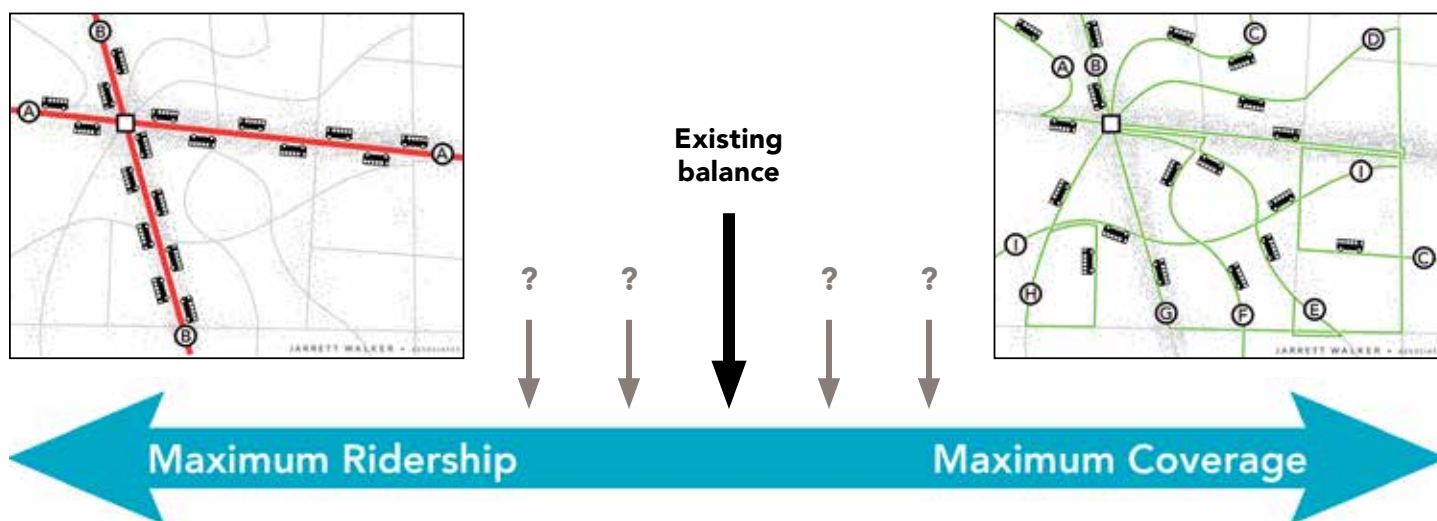 B
A
A
B
JARRETT WALKER +
Existing
balance
?
?
?
?
A
B
C
D
I
I
C
H
G
F
E
JARRETT WALKER +
Maximum Ridership
Maximum Coverage